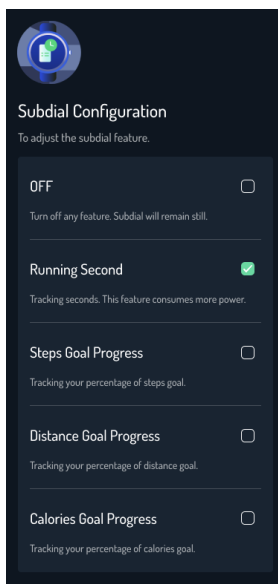 Subdial Configuration
To adjust the subdial feature.
OFF
Turn off any feature. Subdial will remain still.
Running Second
Tracking seconds. This feature consumes more power.
Steps Goal Progress
Tracking your percentage of steps goal.
Distance Goal Progress
Tracking your percentage of distance goal.
Calories Goal Progress
Tracking your percentage of calories goal.